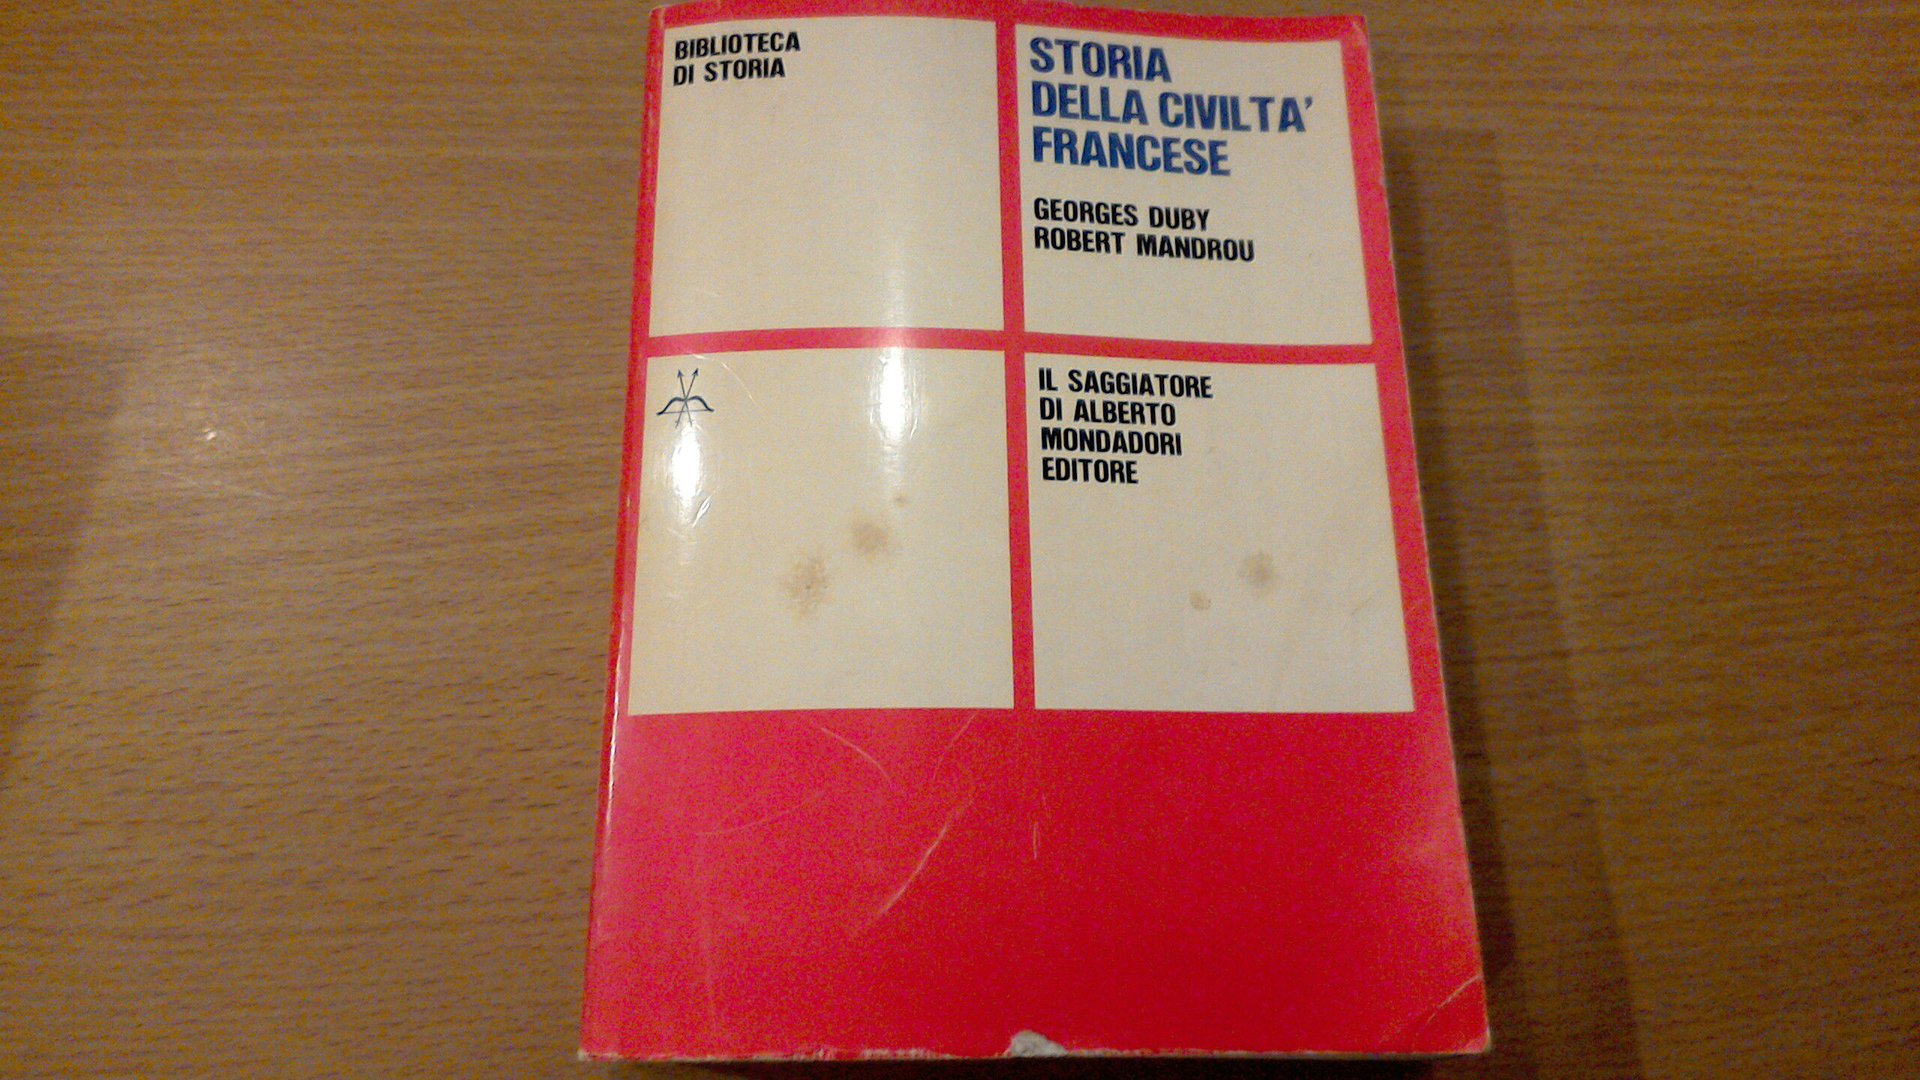 BIBLIOTECA
DI STORIA
STORIA
DELLA CIVILTA'
FRANCESE
GEORGES DUBY
ROBERT MANDROU
IL SAGGIATORE
DI ALBERTO
MONDADORI
EDITORE